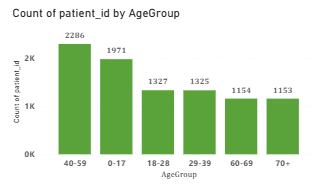 Count of patient_id by AgeGroup
2286
1971
1327
1325
1154
1153
2K
1K
0K
Count of patient_id
40-59 0-17 18-28 29-39 60-69 70+
AgeGroup